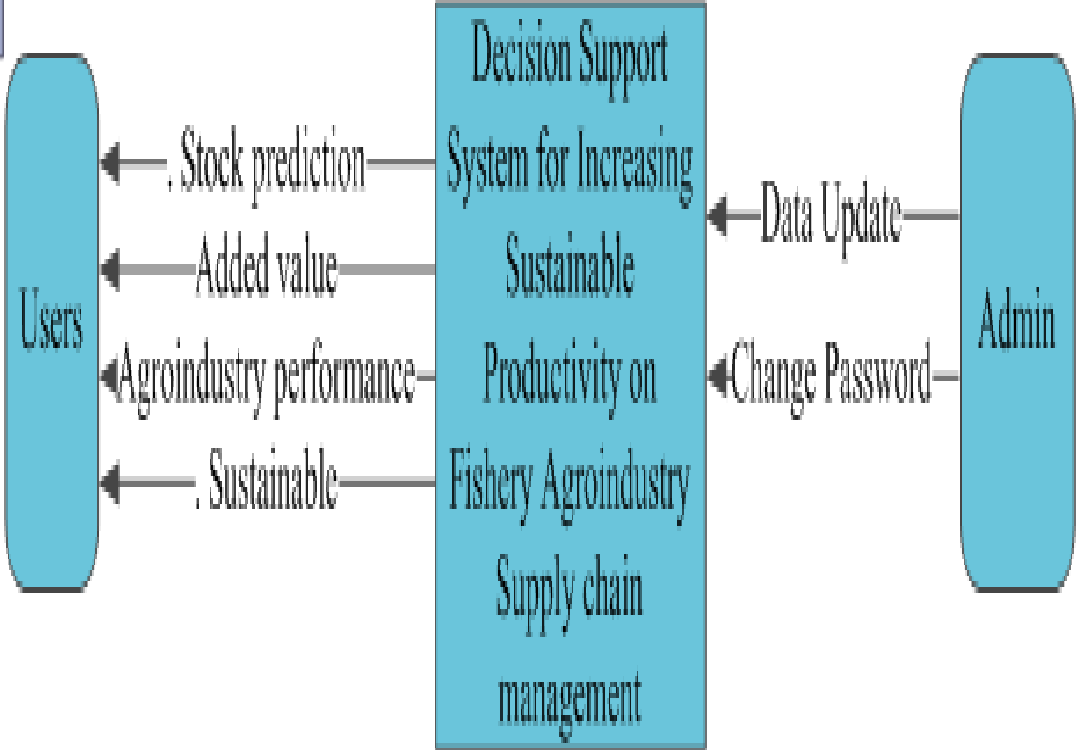 Users
. Stock prediction
Added value
Agroindustry performance
. Sustainable
Decision Support
System for Increasing
Sustainable
Productivity on
Fishery Agroindustry
Supply chain
management
Data Update
Change Password
Admin